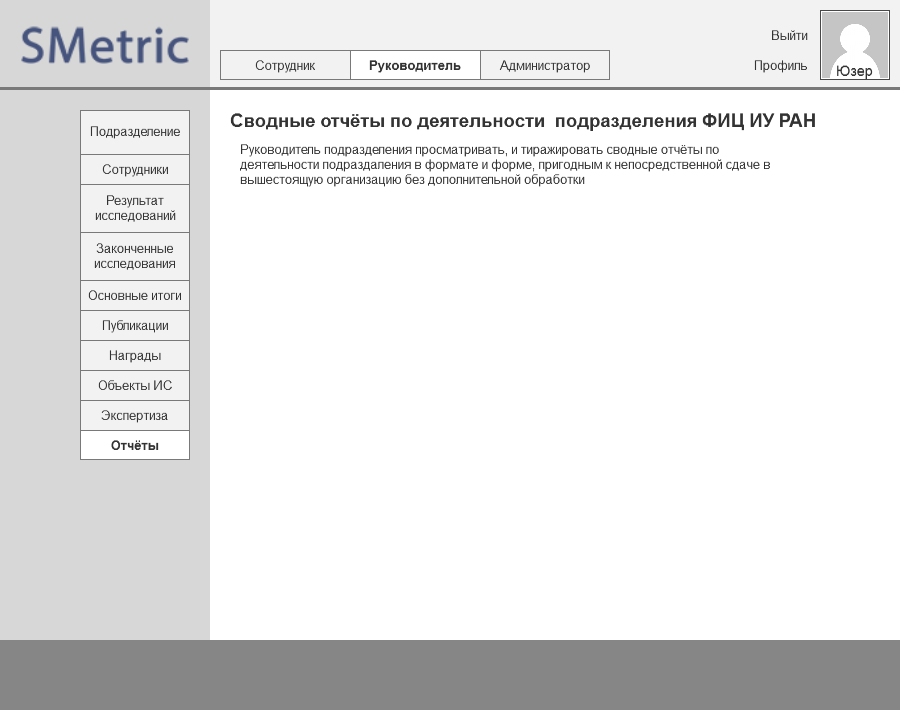 SMetric
Выйти
Профиль
Юзер
Сотрудник
Руководитель
Администратор
Подразделение
Сотрудники
Результат
исследований
Законченные
исследования
Основные итоги
Публикации
Награды
Объекты ИС
Экспертиза
Отчёты
Сводные отчёты по деятельности  подразделения ФИЦ ИУ РАН
Руководитель подразделения просматривать, и тиражировать сводные отчёты по
деятельности подраздаления в формате и форме, пригодным к непосредственной сдаче в
вышестоящую организацию без дополнительной обработки